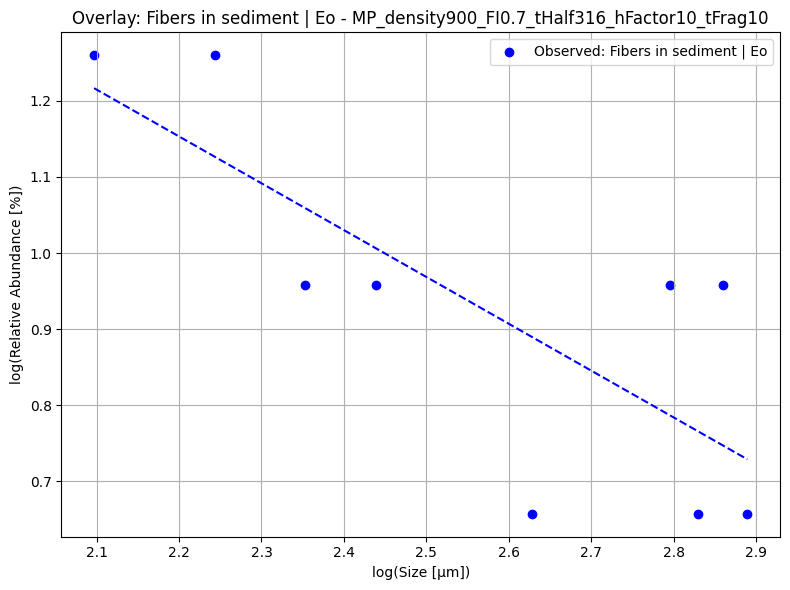 Overlay: Fibers in sediment | Eo - MP_density900_FI0.7_tHalf316_hFactor10_tFrag10
Observed: Fibers in sediment | Eo
log(Relative Abundance [%])
1.2
1.1
1.0
0.9
0.8
0.7
2.1 2.2 2.3 2.4 2.5 2.6 2.7 2.8 2.9
log(Size [μm])